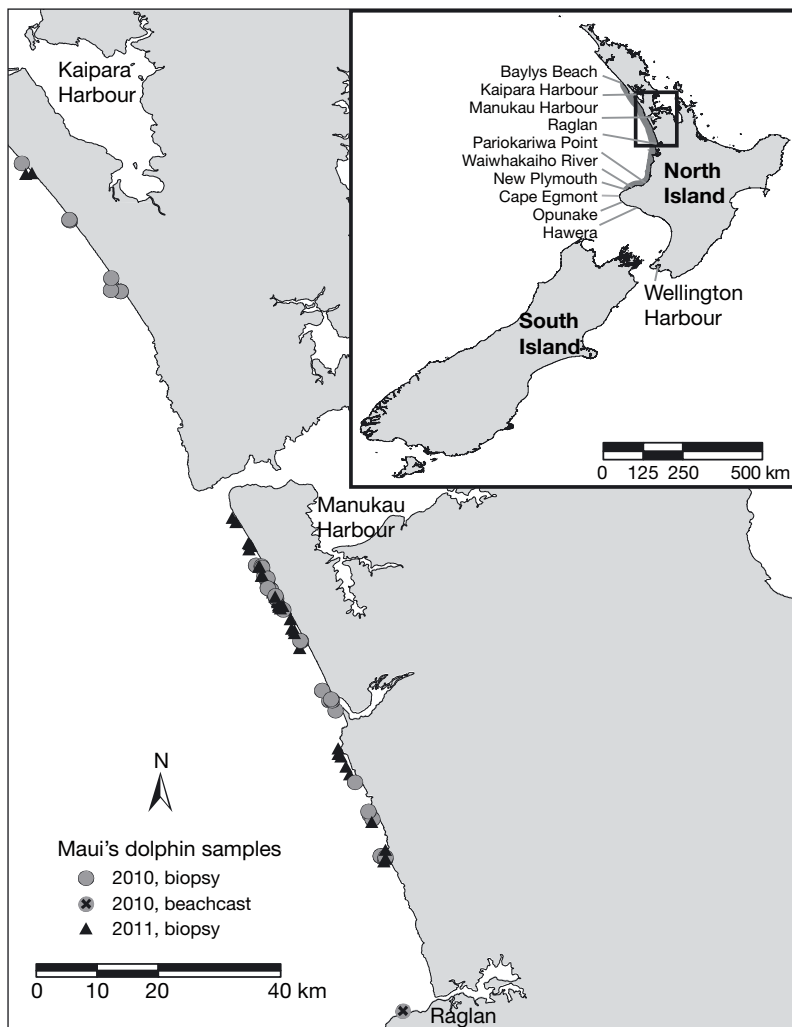 Kaipara
Harbour
Baylys Beach
Kaipara Harbour
Manukau Harbour
Raglan
Pariokariwa Point
Waiwhakaiho River
New Plymouth
Cape Egmont
Opunake
Hawera
North
Island
Wellington
Harbour
South
Island
0 125 250 500 km
Manukau
Harbour
N
Maui's dolphin samples
2010, biopsy
2010, beachcast
2011, biopsy
0 10 20 40 km
Raglan